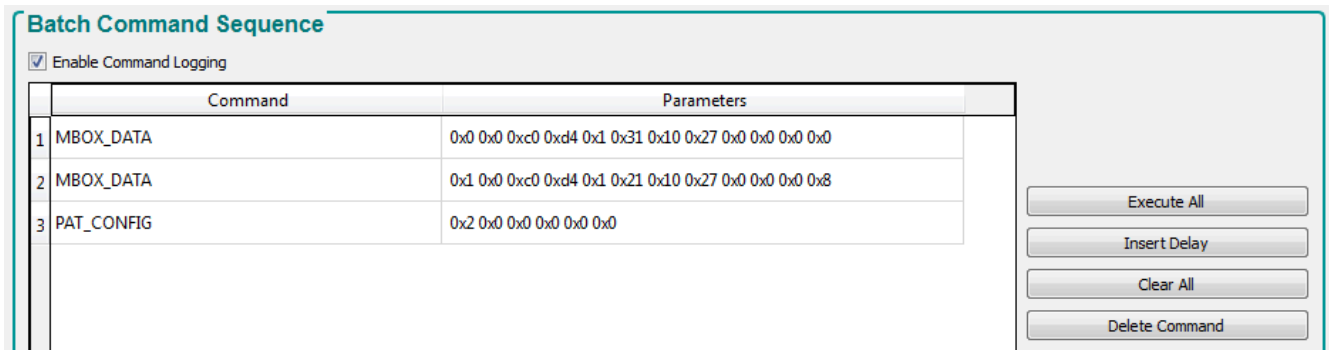 Batch Command Sequence
Enable Command Logging
Command Parameters
1 MBOX_DATA 0x0 0x0 0xc0 0xd4 0x1 0x31 0x10 0x27 0x0 0x0 0x0 0x0
2 MBOX_DATA 0x1 0x0 0xc0 0xd4 0x1 0x21 0x10 0x27 0x0 0x0 0x0 0x8
3 PAT_CONFIG 0x2 0x0 0x0 0x0 0x0 0x0
Execute All
Insert Delay
Clear All
Delete Command